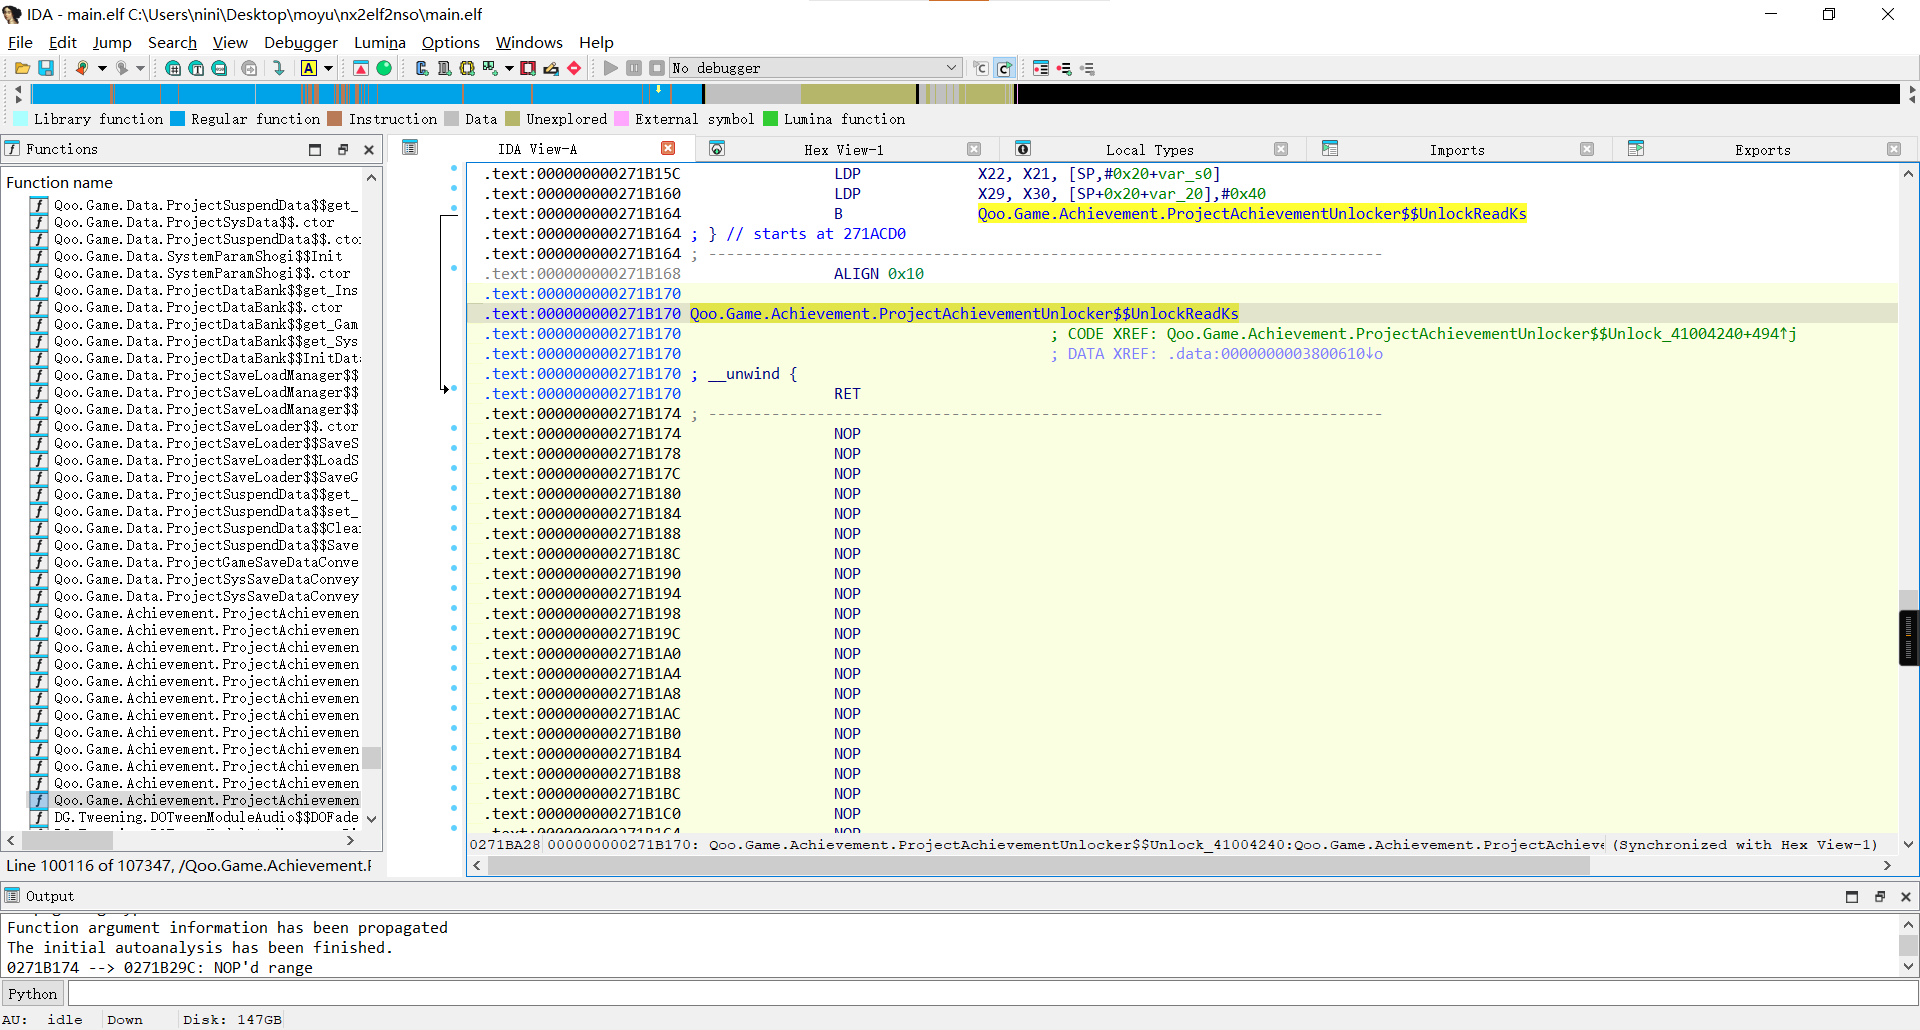 IDA - main.elf C:\Users\nini\Desktop\moyu\nx2elf2nso\main.elf
File Edit Jump Search View Debugger Lumina Options Windows Help
No debugger
Library function Regular function Instruction Data Unexplored External symbol Lumina function
Functions
IDA View-A
Hex View-1
Local Types
Imports
Exports
Function name
Qoo.Game.Data.ProjectSuspendData$$get_
Qoo.Game.Data.ProjectSysData$$.ctor
Qoo.Game.Data.ProjectSuspendData$$.cto
Qoo.Game.Data.SystemParamShogi$$Init
Qoo.Game.Data.SystemParamShogi$$.ctor
Qoo.Game.Data.ProjectDataBank$$get_Ins
Qoo.Game.Data.ProjectDataBank$$.ctor
Qoo.Game.Data.ProjectDataBank$$get_Gam
Qoo.Game.Data.ProjectDataBank$$get_Sys
Qoo.Game.Data.ProjectDataBank$$InitDat
Qoo.Game.Data.ProjectSaveLoadManager$$
Qoo.Game.Data.ProjectSaveLoadManager$$
Qoo.Game.Data.ProjectSaveLoadManager$$
Qoo.Game.Data.ProjectSaveLoader$$.ctor
Qoo.Game.Data.ProjectSaveLoader$$SaveS
Qoo.Game.Data.ProjectSaveLoader$$LoadS
Qoo.Game.Data.ProjectSaveLoader$$SaveG
Qoo.Game.Data.ProjectSuspendData$$get_
Qoo.Game.Data.ProjectSuspendData$$set_
Qoo.Game.Data.ProjectSuspendData$$Clea
Qoo.Game.Data.ProjectSuspendData$$Save
Qoo.Game.Data.ProjectGameSaveDataConve
Qoo.Game.Data.ProjectSysSaveDataConvey
Qoo.Game.Data.ProjectSysSaveDataConvey
Qoo.Game.Achievement.ProjectAchievemen
Qoo.Game.Achievement.ProjectAchievemen
Qoo.Game.Achievement.ProjectAchievemen
Qoo.Game.Achievement.ProjectAchievemen
Qoo.Game.Achievement.ProjectAchievemen
Qoo.Game.Achievement.ProjectAchievemen
Qoo.Game.Achievement.ProjectAchievemen
Qoo.Game.Achievement.ProjectAchievemen
Qoo.Game.Achievement.ProjectAchievemen
Qoo.Game.Achievement.ProjectAchievemen
Qoo.Game.Achievement.ProjectAchievemen
Qoo.Game.Achievement.ProjectAchievemen
DG.Tweening.DOTweenModuleAudio$$DOFade
Line 100116 of 107347, /Qoo.Game.Achievement.F
.text:000000000271B15C LDP X22, X21, [SP,#0x20+var_s0]
.text:000000000271B160 LDP X29, X30, [SP+0x20+var_20],#0x40
.text:000000000271B164 B Qoo.Game.Achievement.ProjectAchievementUnlocker$$UnlockReadKs
.text:000000000271B164 ; } // starts at 271ACD0
.text:000000000271B164 ; ---------------------------------------------------------------------------
.text:000000000271B168 ALIGN 0x10
.text:000000000271B170
.text:000000000271B170 Qoo.Game.Achievement.ProjectAchievementUnlocker$$UnlockReadKs
.text:000000000271B170 ; CODE XREF: Qoo.Game.Achievement.ProjectAchievementUnlocker$$Unlock_41004240+494↑j
.text:000000000271B170 ; DATA XREF: .data:0000000003800610↓o
.text:000000000271B170 ; __unwind {
.text:000000000271B170 RET
.text:000000000271B174 ; ---------------------------------------------------------------------------
.text:000000000271B174 NOP
.text:000000000271B178 NOP
.text:000000000271B17C NOP
.text:000000000271B180 NOP
.text:000000000271B184 NOP
.text:000000000271B188 NOP
.text:000000000271B18C NOP
.text:000000000271B190 NOP
.text:000000000271B194 NOP
.text:000000000271B198 NOP
.text:000000000271B19C NOP
.text:000000000271B1A0 NOP
.text:000000000271B1A4 NOP
.text:000000000271B1A8 NOP
.text:000000000271B1AC NOP
.text:000000000271B1B0 NOP
.text:000000000271B1B4 NOP
.text:000000000271B1B8 NOP
.text:000000000271B1BC NOP
.text:000000000271B1C0 NOP
.text:000000000271B1C4 NOP
0271BA28 000000000271B170: Qoo.Game.Achievement.ProjectAchievementUnlocker$$Unlock_41004240:Qoo.Game.Achievement.ProjectAchieve (Synchronized with Hex View-1)
Output
Function argument information has been propagated
The initial autoanalysis has been finished.
0271B174 --> 0271B29C: NOP'd range
Python
AU: idle Down Disk: 147GB